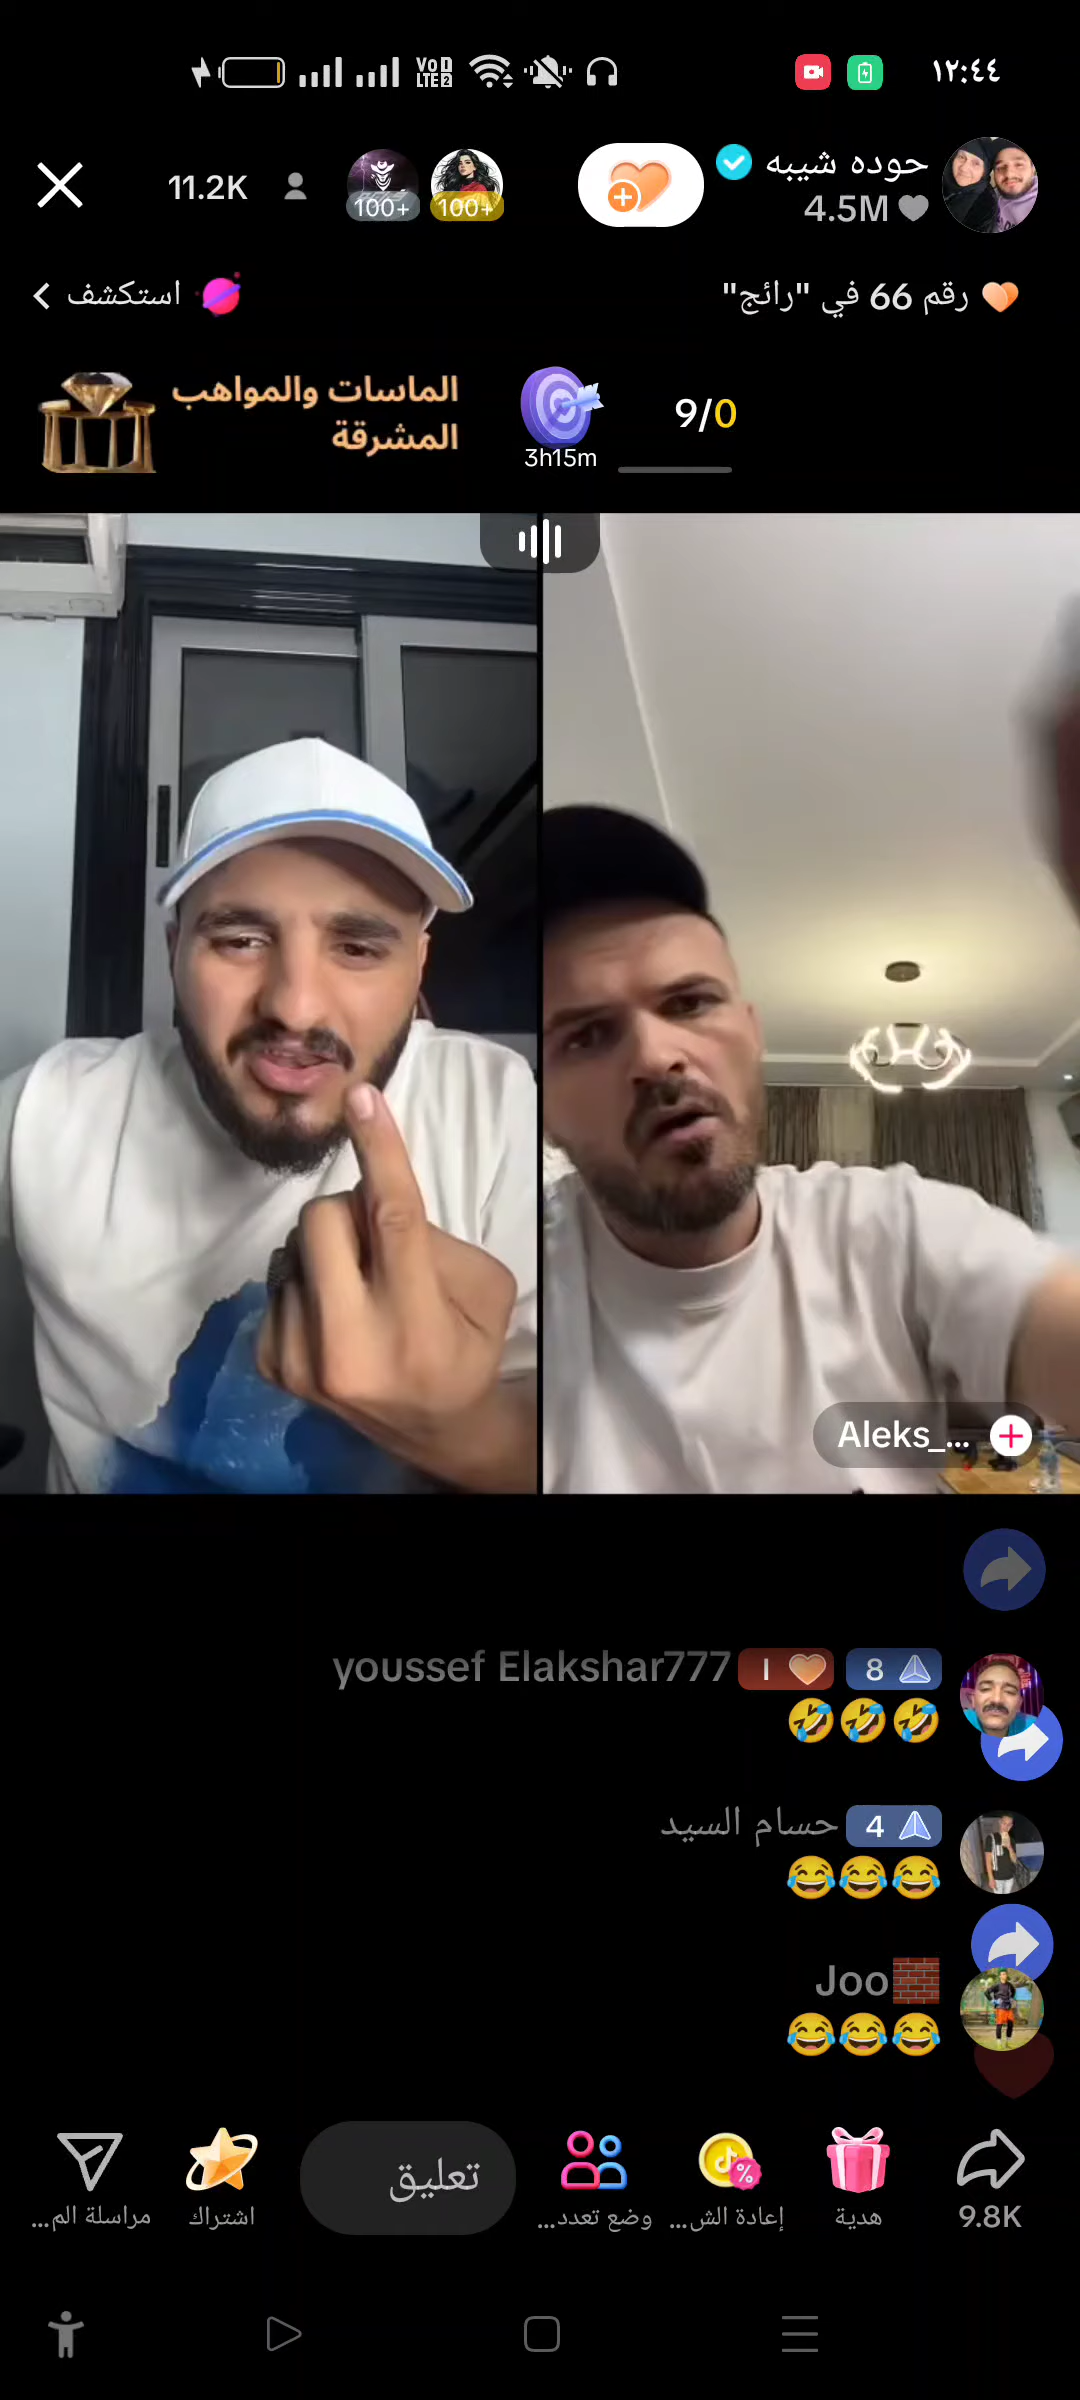 VoD LTE2
١٢:٤٤
حوده شيبه
4.5M
100+
100+
11.2K
رقم 66 في "رائج"
استكشف
الماسات والمواهب
المشرقة
3h15m
9/0
Aleks_...
youssef Elakshar777
I
8
🤣🤣🤣
حسام السيد
4
😂😂😂
Joo🧱
😂😂😂
تعليق
9.8K
هدية
إعادة الش...
وضع تعدد...
اشتراك
مراسلة الم...